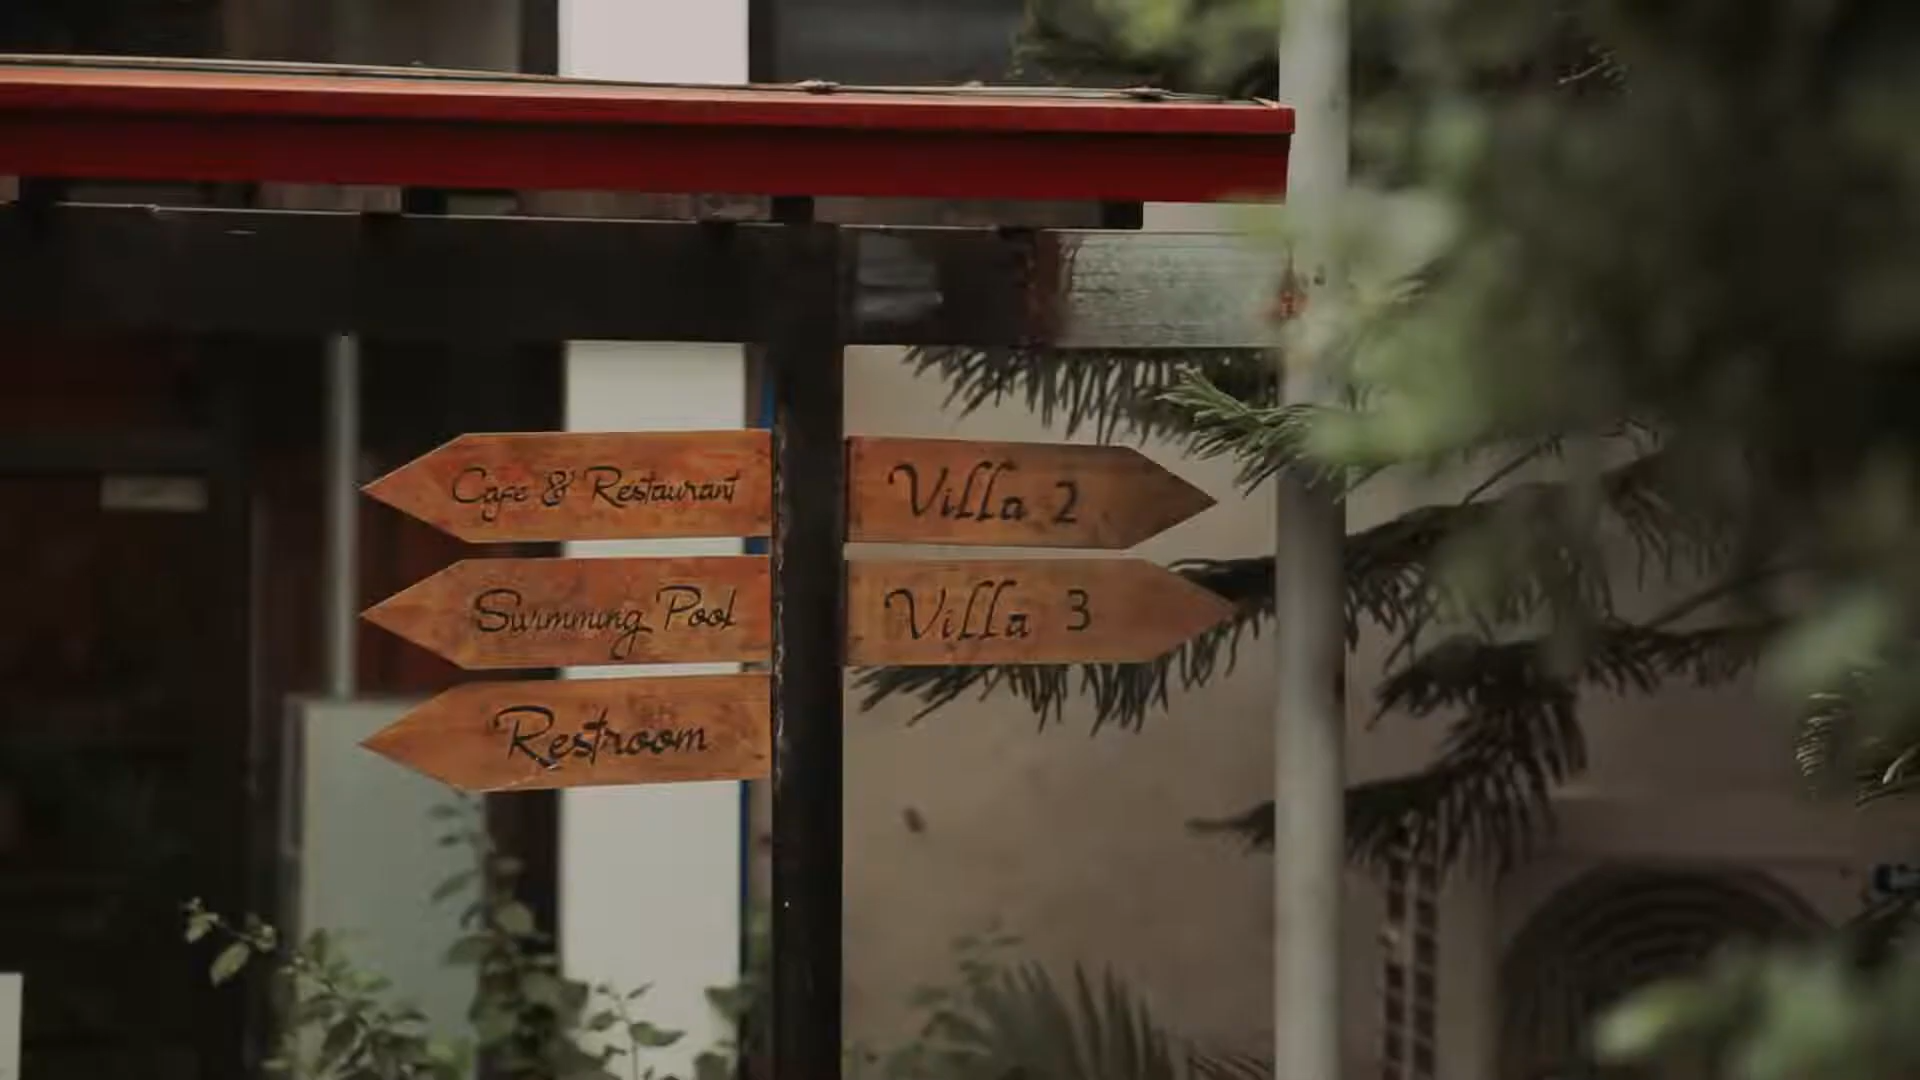 Cafe & Restaurant
Swimming Pool
Restroom
Villa 2
Villa 3